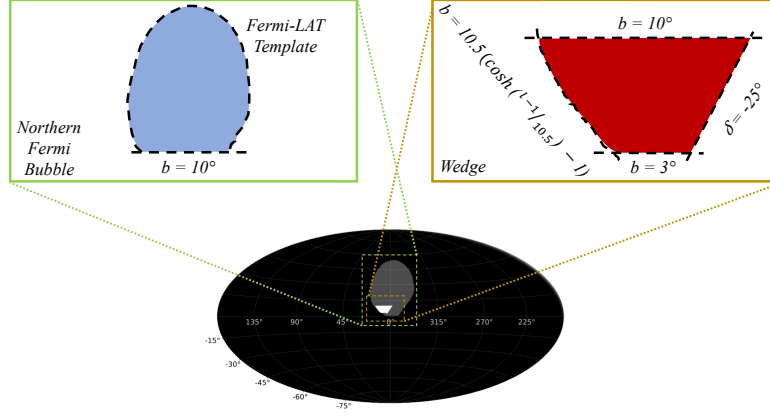 Fermi-LAT
Template
Northern
Fermi
Bubble
b = 10°
b = 10°
b = 10.5 (cosh (l - 1/10.5) - 1)
δ = -25°
b = 3°
Wedge
135° 90° 45° 0° 315° 270° 225°
-15°
-30°
-45°
-60°
-75°